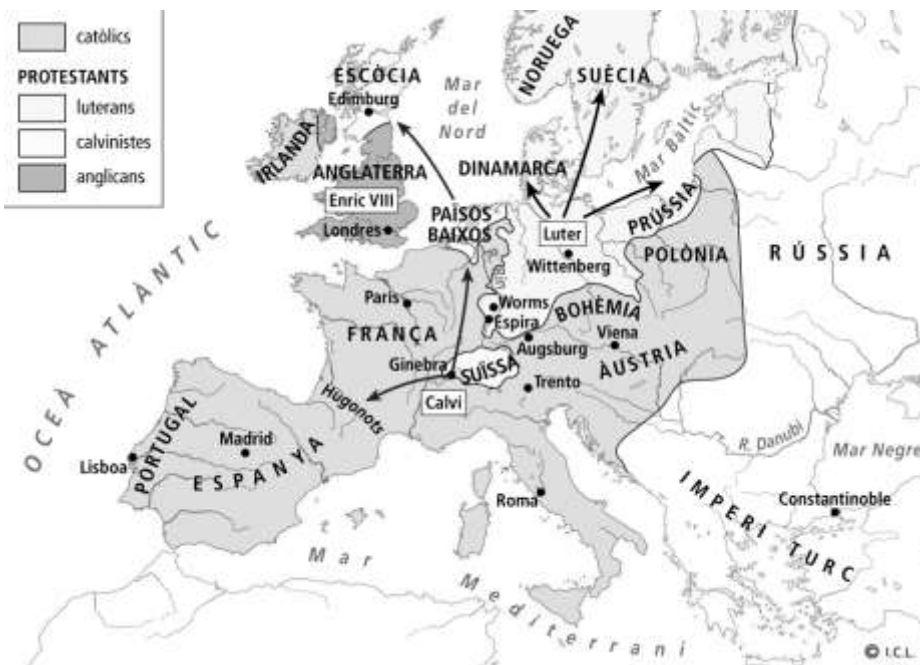 catòlics
PROTESTANTS
luterans
calvinistes
anglicans
NORUEGA
SUÈCIA
ESCÒCIA
Edimburg
Mar
del
Nord
Mar Bàltic
IRLANDA
ANGLATERRA
Enric VIII
Londres
DINAMARCA
PAÏSOS
BAIXOS
Luter
Wittenberg
PRÚSSIA
POLÒNIA
RÚSSIA
OCEÀ ATLÀNTIC
Paris
FRANÇA
Rin
Worms
Espira
BOHÈMIA
Viena
Augsburg
ÀUSTRIA
Ginebra
SUÏSSA
Trento
Calví
Hugonots
PORTUGAL
Madrid
Lisboa
ESPANYA
Roma
R. Danubi
Mar Negre
Constantinoble
IMPERI TURC
Mar Mediterrani
© I.C.L.